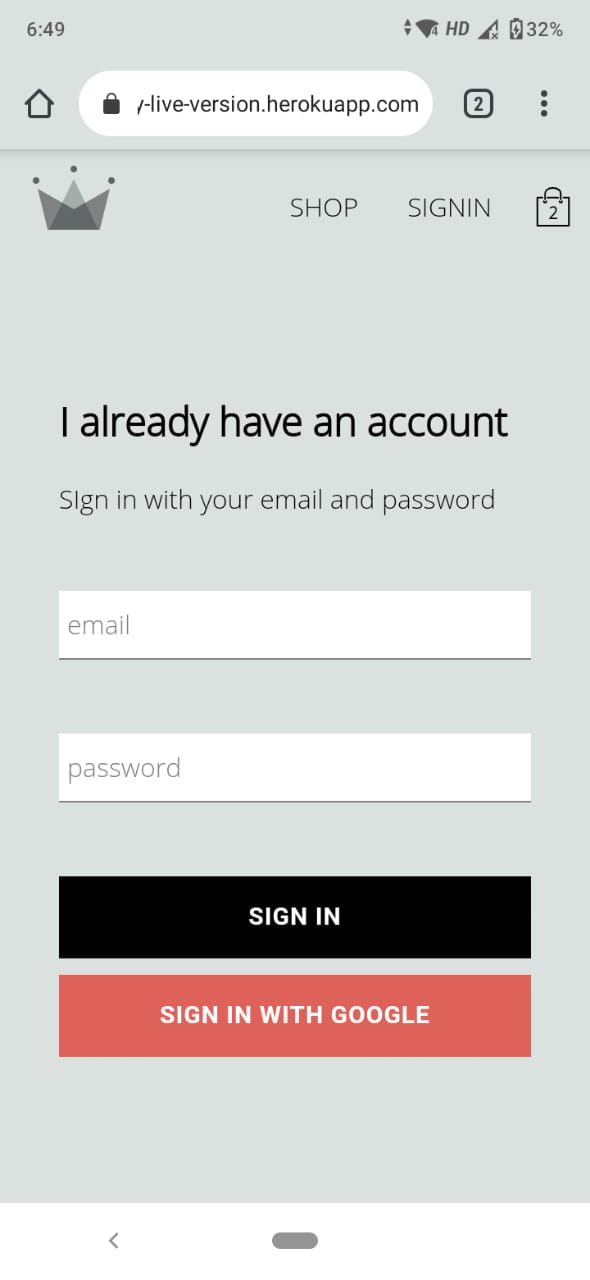 6:49 4 HD 32%
y-live-version.herokuapp.com 2
SHOP SIGNIN 2
I already have an account
SIgn in with your email and password
email
password
SIGN IN
SIGN IN WITH GOOGLE